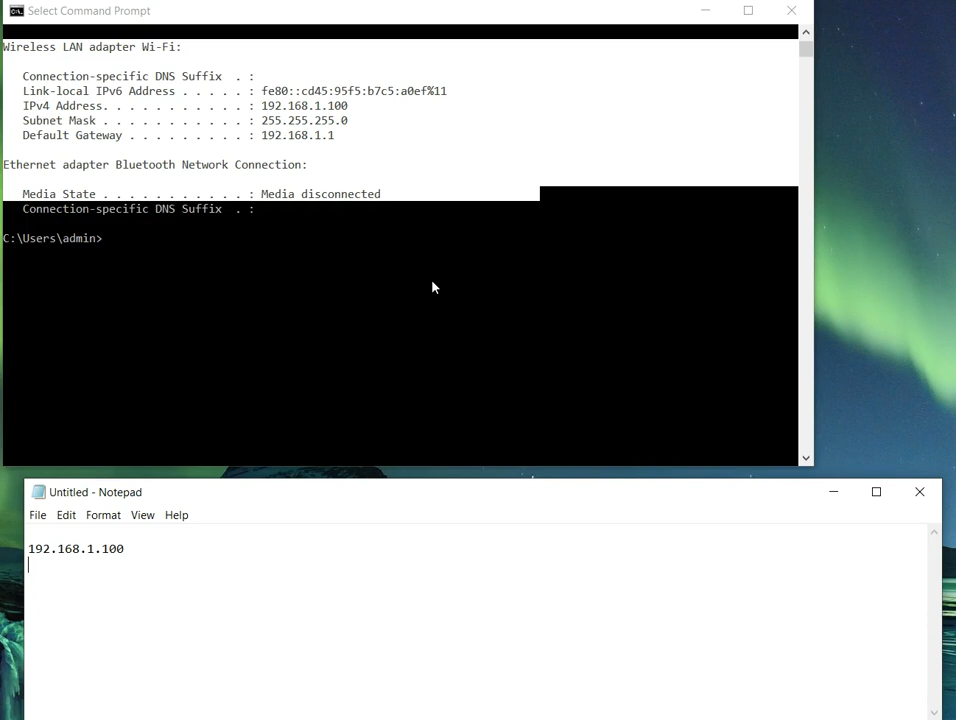 Select Command Prompt
Wireless LAN adapter Wi-Fi:
Connection-specific DNS Suffix . :
Link-local IPv6 Address . . . . . : fe80::cd45:95f5:b7c5:a0ef%11
IPv4 Address. . . . . . . . . . . : 192.168.1.100
Subnet Mask . . . . . . . . . . . : 255.255.255.0
Default Gateway . . . . . . . . . : 192.168.1.1
Ethernet adapter Bluetooth Network Connection:
Media State . . . . . . . . . . . : Media disconnected
Connection-specific DNS Suffix . :
C:\Users\admin>
Untitled - Notepad
File Edit Format View Help
192.168.1.100